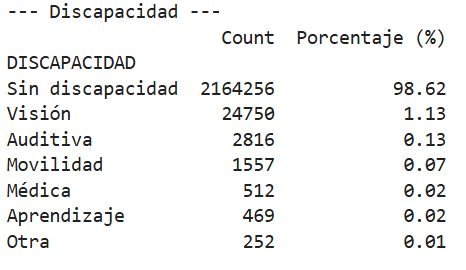 --- Discapacidad ---
Count Porcentaje (%)
DISCAPACIDAD
Sin discapacidad 2164256 98.62
Visión 24750 1.13
Auditiva 2816 0.13
Movilidad 1557 0.07
Médica 512 0.02
Aprendizaje 469 0.02
Otra 252 0.01